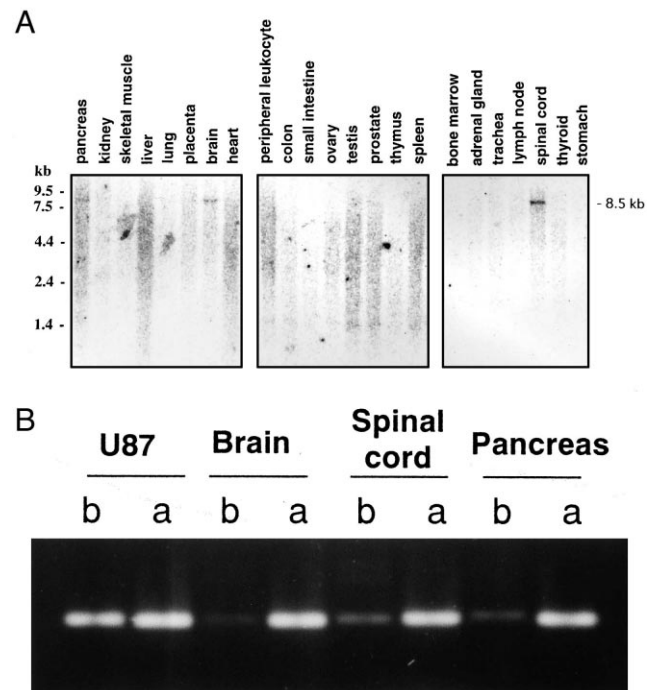 A
pancreas
kidney
skeletal muscle
liver
lung
placenta
brain
heart
peripheral leukocyte
colon
small intestine
ovary
testis
prostate
thymus
spleen
bone marrow
adrenal gland
trachea
lymph node
spinal cord
thyroid
stomach
kb
9.5 -
7.5 -
4.4 -
2.4 -
1.4 -
- 8.5 kb
B
U87 Brain Spinal cord Pancreas
b a b a b a b a